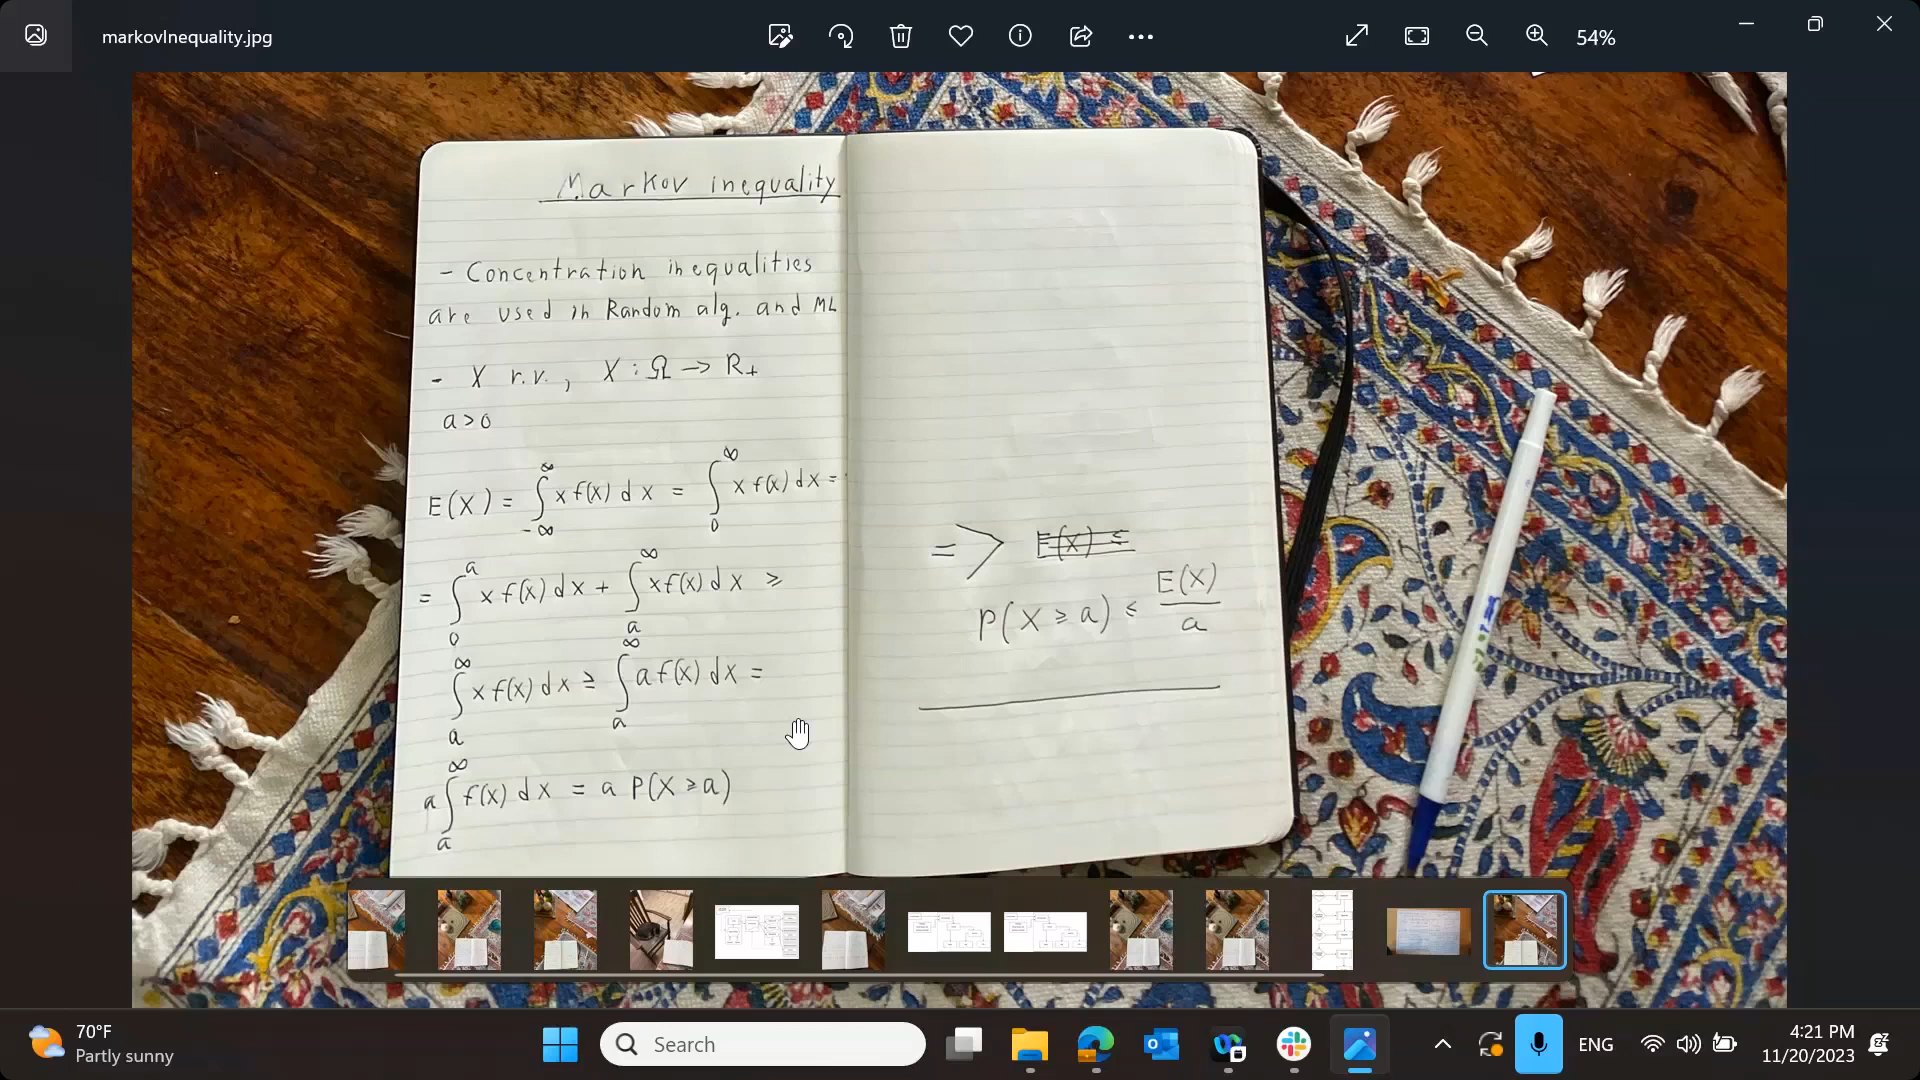 markovInequality.jpg
54%
Markov inequality
- Concentration inequalities
are used in Random alg. and ML
- X r.v., X : Ω → R₊
a > 0
E(X) = ∫_{-∞}^{∞} x f(x) dx = ∫_{0}^{∞} x f(x) dx =
= ∫_{0}^{a} x f(x) dx + ∫_{a}^{∞} x f(x) dx ≥
∫_{a}^{∞} x f(x) dx ≥ ∫_{a}^{∞} a f(x) dx =
a ∫_{a}^{∞} f(x) dx = a P(X ≥ a)
=> E(X) ≤
P(X ≥ a) ≤ E(X)/a
70°F
Partly sunny
Search
ENG
4:21 PM
11/20/2023